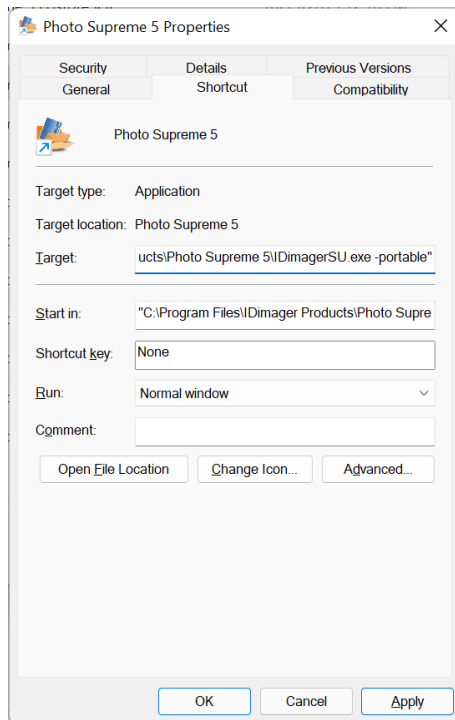 Photo Supreme 5 Properties
Security Details Previous Versions
General Shortcut Compatibility
Photo Supreme 5
Target type: Application
Target location: Photo Supreme 5
Target: ucts\Photo Supreme 5\IDimagerSU.exe -portable"
Start in: "C:\Program Files\IDimager Products\Photo Supre
Shortcut key: None
Run: Normal window
Comment:
Open File Location Change Icon... Advanced...
OK Cancel Apply